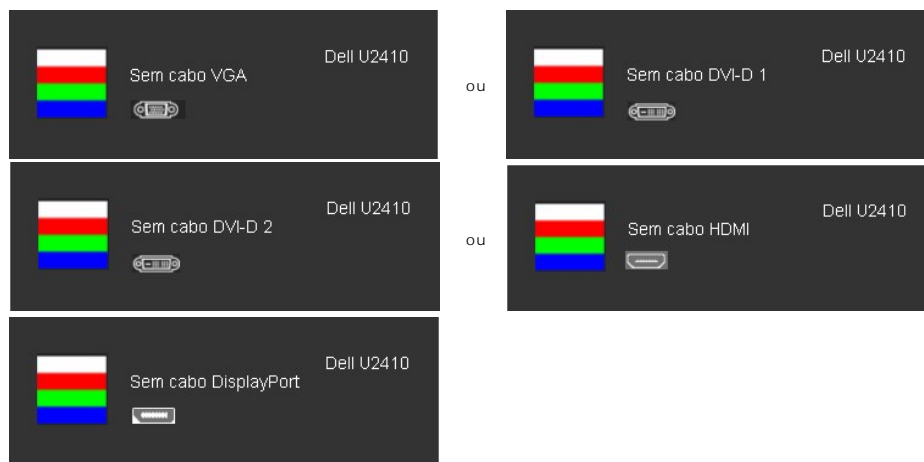 Dell U2410
Sem cabo VGA
ou
Dell U2410
Sem cabo DVI-D 1
Dell U2410
Sem cabo DVI-D 2
ou
Dell U2410
Sem cabo HDMI
Dell U2410
Sem cabo DisplayPort